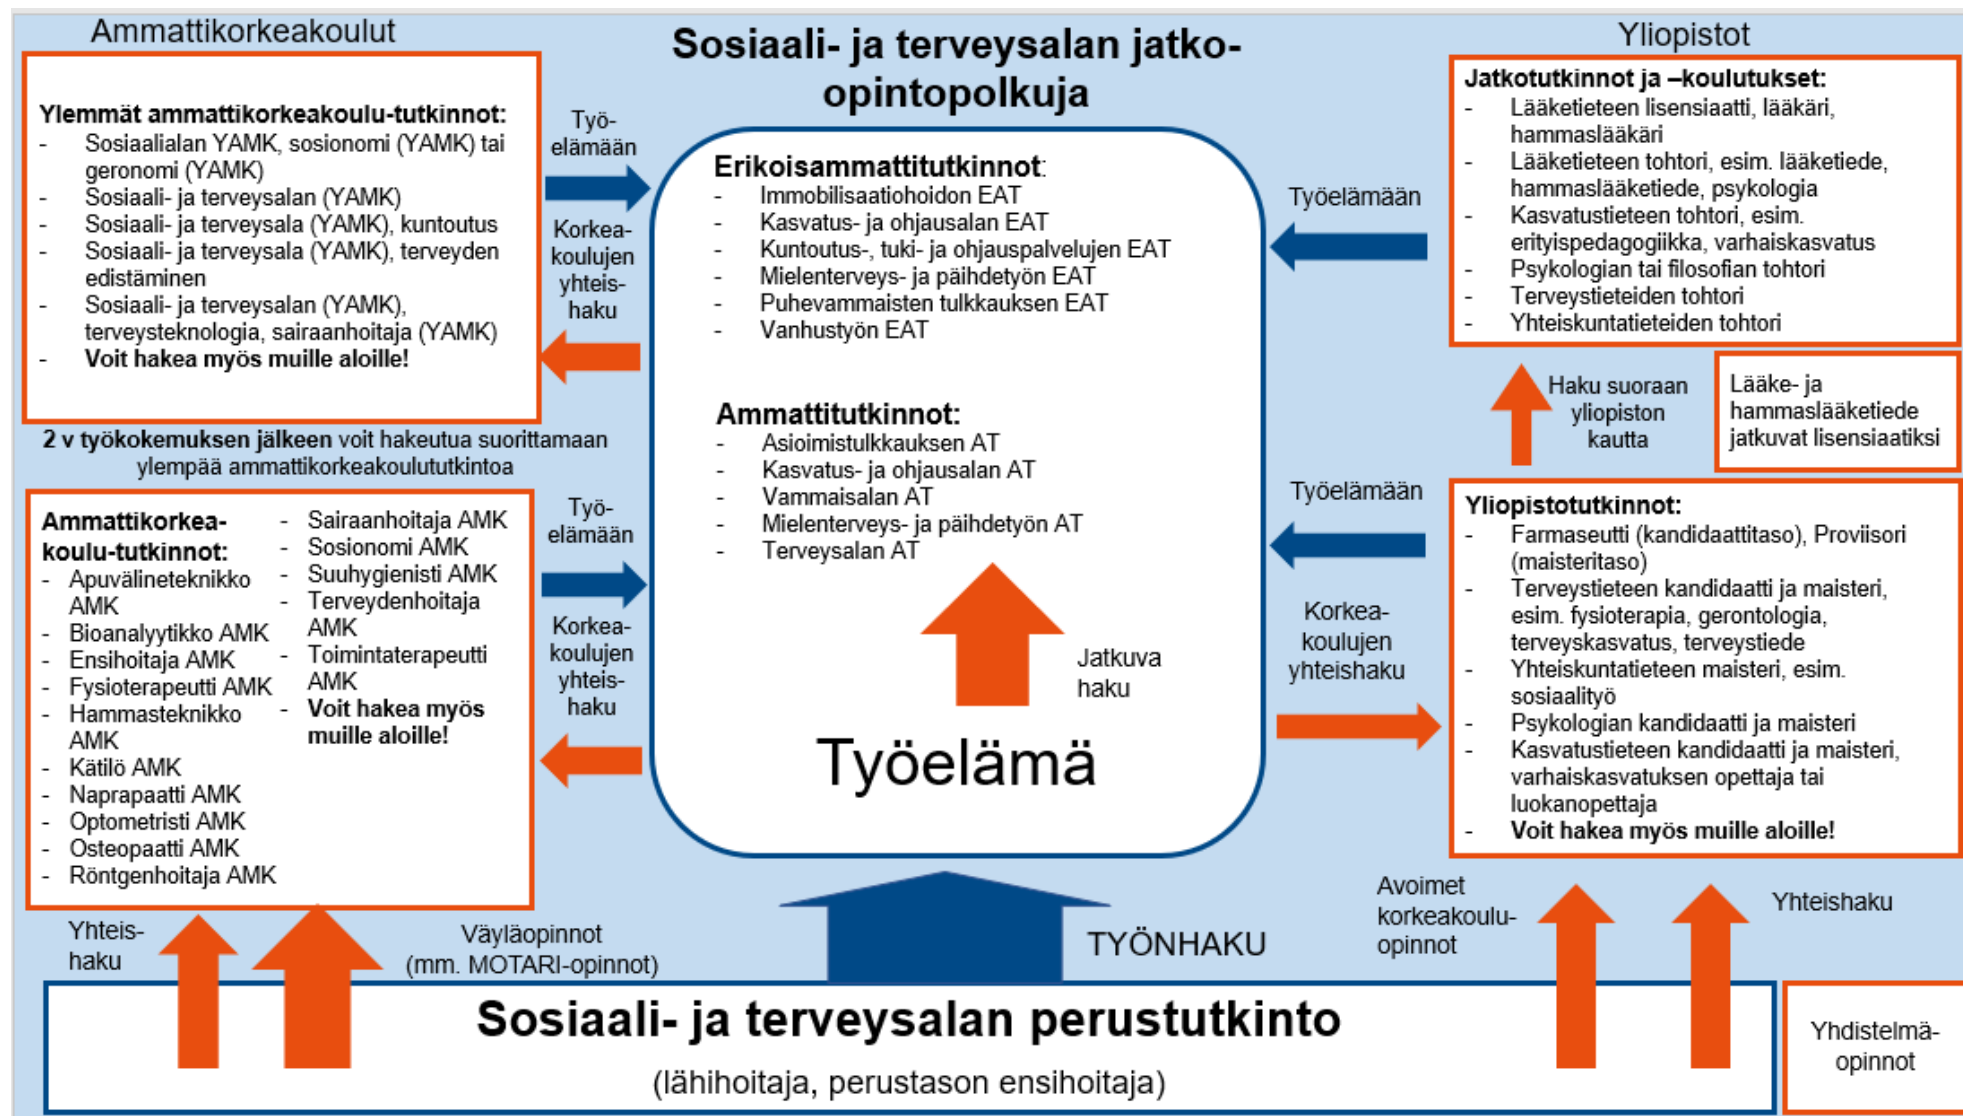 Ammattikorkeakoulut
Sosiaali- ja terveysalan jatko-
opintopolkuja
Yliopistot
Ylemmät ammattikorkeakoulu-tutkinnot:
- Sosiaalialan YAMK, sosionomi (YAMK) tai
geronomi (YAMK)
- Sosiaali- ja terveysalan (YAMK)
- Sosiaali- ja terveysala (YAMK), kuntoutus
- Sosiaali- ja terveysala (YAMK), terveyden
edistäminen
- Sosiaali- ja terveysalan (YAMK),
terveysteknologia, sairaanhoitaja (YAMK)
- Voit hakea myös muille aloille!
Työ-
elämään
Korkea-
koulujen
yhteis-
haku
2 v työkokemuksen jälkeen voit hakeutua suorittamaan
ylempää ammattikorkeakoulututkintoa
Ammattikorkea-
koulu-tutkinnot:
- Apuvälineteknikko
AMK
- Bioanalyytikko AMK
- Ensihoitaja AMK
- Fysioterapeutti AMK
- Hammasteknikko
AMK
- Kätilö AMK
- Naprapaatti AMK
- Optometristi AMK
- Osteopaatti AMK
- Röntgenhoitaja AMK
- Sairaanhoitaja AMK
- Sosionomi AMK
- Suuhygienisti AMK
- Terveydenhoitaja
AMK
- Toimintaterapeutti
AMK
- Voit hakea myös
muille aloille!
Työ-
elämään
Korkea-
koulujen
yhteis-
haku
Erikoisammattitutkinnot:
- Immobilisaatiohoidon EAT
- Kasvatus- ja ohjausalan EAT
- Kuntoutus-, tuki- ja ohjauspalvelujen EAT
- Mielenterveys- ja päihdetyön EAT
- Puhevammaisten tulkkauksen EAT
- Vanhustyön EAT
Ammattitutkinnot:
- Asioimistulkkauksen AT
- Kasvatus- ja ohjausalan AT
- Vammaisalan AT
- Mielenterveys- ja päihdetyön AT
- Terveysalan AT
Jatkuva
haku
Työelämä
Työelämään
Jatkotutkinnot ja –koulutukset:
- Lääketieteen lisensiaatti, lääkäri,
hammaslääkäri
- Lääketieteen tohtori, esim. lääketiede,
hammaslääketiede, psykologia
- Kasvatustieteen tohtori, esim.
erityispedagogiikka, varhaiskasvatus
- Psykologian tai filosofian tohtori
- Terveystieteiden tohtori
- Yhteiskuntatieteiden tohtori
Haku suoraan
yliopiston
kautta
Lääke- ja
hammaslääketiede
jatkuvat lisensiaatiksi
Työelämään
Korkea-
koulujen
yhteishaku
Yliopistotutkinnot:
- Farmaseutti (kandidaattitaso), Proviisori
(maisteritaso)
- Terveystieteen kandidaatti ja maisteri,
esim. fysioterapia, gerontologia,
terveyskasvatus, terveystiede
- Yhteiskuntatieteen maisteri, esim.
sosiaalityö
- Psykologian kandidaatti ja maisteri
- Kasvatustieteen kandidaatti ja maisteri,
varhaiskasvatuksen opettaja tai
luokanopettaja
- Voit hakea myös muille aloille!
Yhteis-
haku
Väyläopinnot
(mm. MOTARI-opinnot)
TYÖNHAKU
Avoimet
korkeakoulu-
opinnot
Yhteishaku
Sosiaali- ja terveysalan perustutkinto
(lähihoitaja, perustason ensihoitaja)
Yhdistelmä-
opinnot